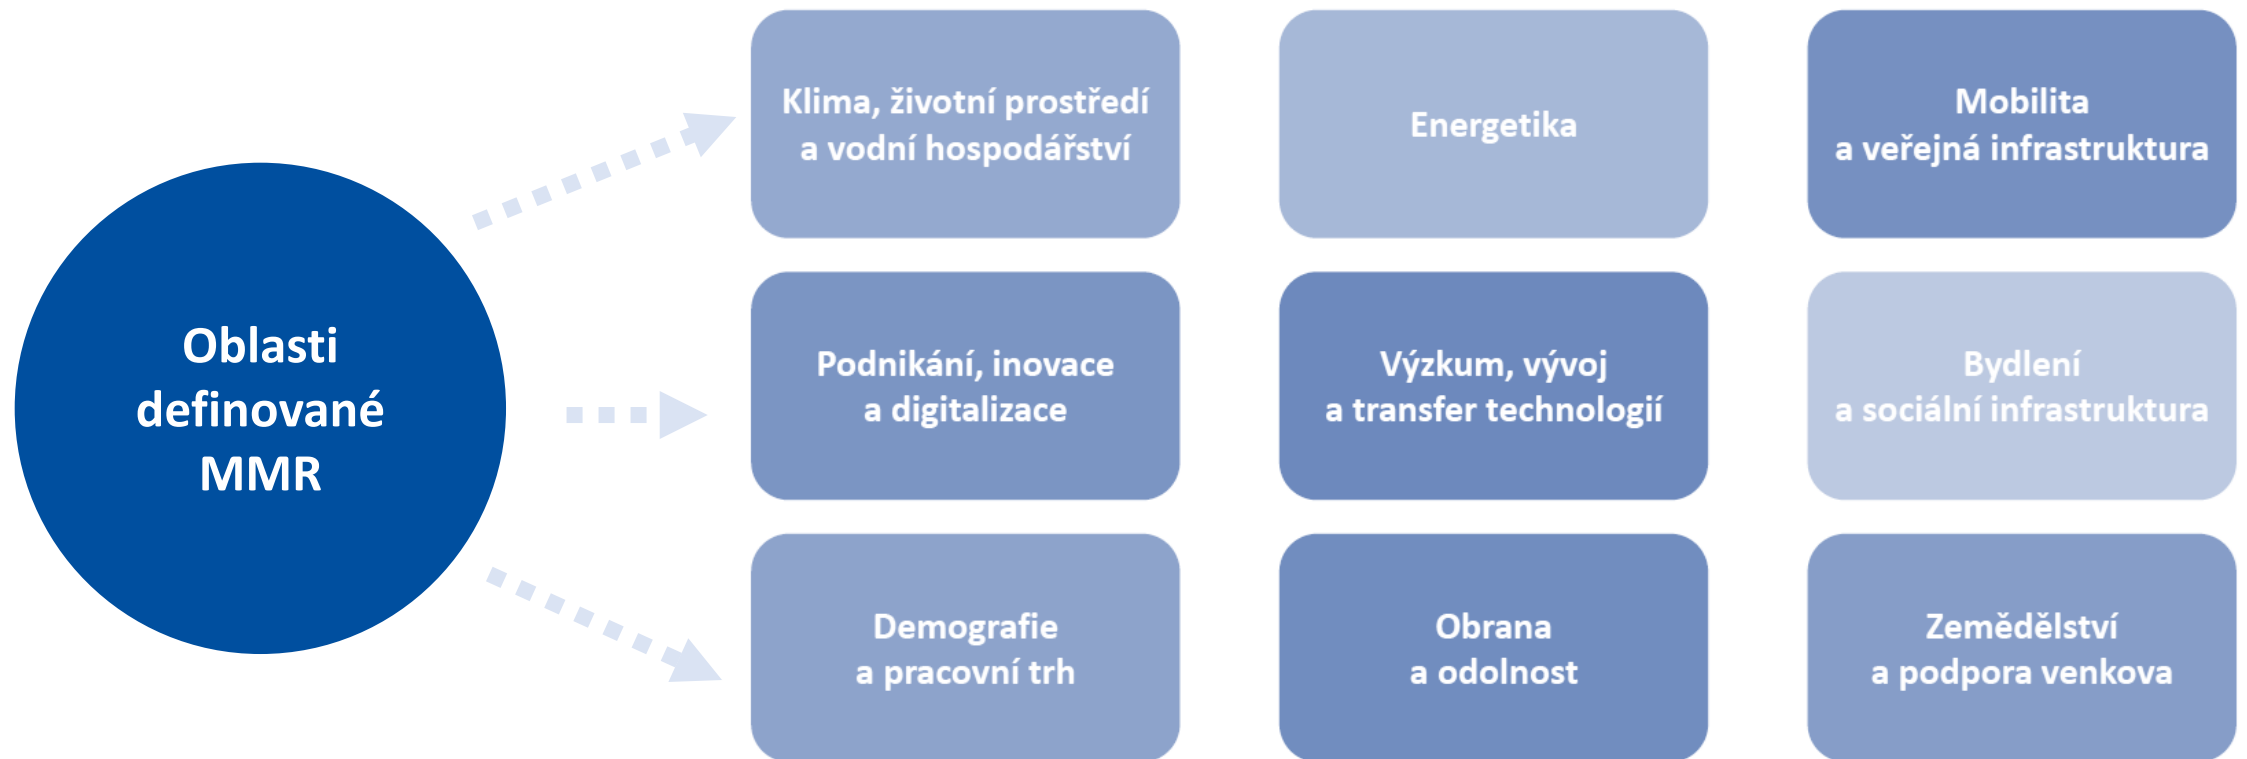 Oblasti
definované
MMR
Klima, životní prostředí
a vodní hospodářství
Energetika
Mobilita
a veřejná infrastruktura
Podnikání, inovace
a digitalizace
Výzkum, vývoj
a transfer technologií
Bydlení
a sociální infrastruktura
Demografie
a pracovní trh
Obrana
a odolnost
Zemědělství
a podpora venkova